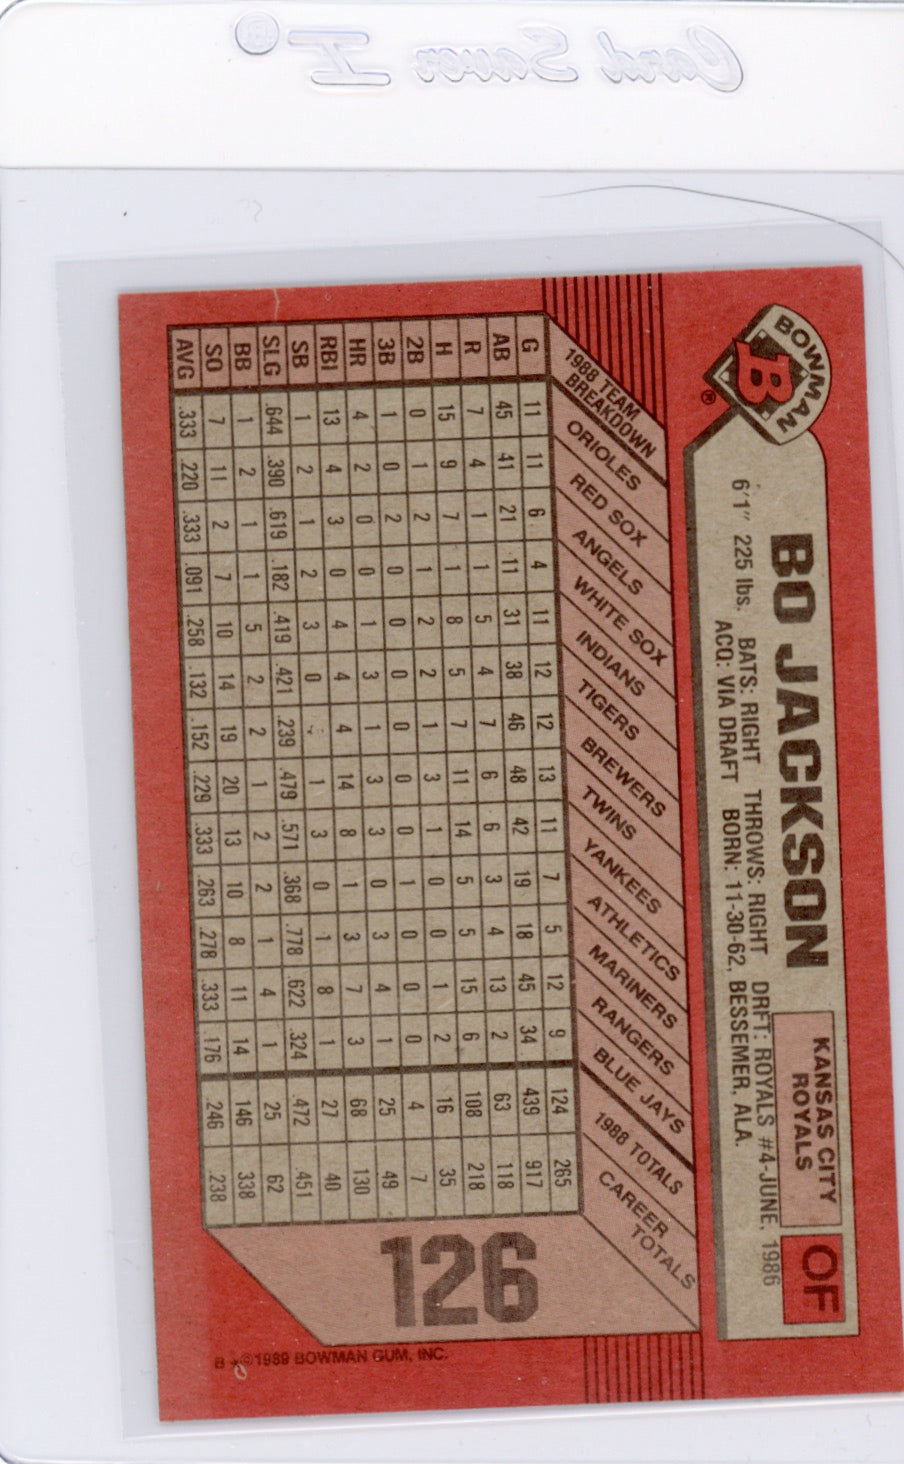 Card Saver I®
BOWMAN
B
®
BO JACKSON
KANSAS CITY
ROYALS
OF
6'1" 225 lbs. BATS: RIGHT THROWS: RIGHT DRFT: ROYALS #4-JUNE, 1986
ACQ: VIA DRAFT BORN: 11-30-62, BESSEMER, ALA.
1988 TEAM
BREAKDOWN
G AB R H 2B 3B HR RBI SB SLG BB SO AVG
ORIOLES 11 45 7 15 0 1 4 13 1 .644 1 7 .333
RED SOX 11 41 4 9 1 0 2 4 2 .390 2 11 .220
ANGELS 6 21 1 7 2 2 0 3 1 .619 1 2 .333
WHITE SOX 4 11 1 1 1 0 0 0 2 .182 1 7 .091
INDIANS 11 31 5 8 2 0 1 4 3 .419 5 10 .258
TIGERS 12 38 4 5 2 0 3 4 0 .421 2 14 .132
BREWERS 12 46 7 7 1 0 1 4 .239 2 19 .152
TWINS 13 48 6 11 3 0 3 14 1 .479 1 20 .229
YANKEES 11 42 6 14 1 0 3 8 3 .571 2 13 .333
ATHLETICS 7 19 3 5 0 1 0 1 0 .368 2 10 .263
MARINERS 5 18 4 5 0 0 3 3 1 .778 1 8 .278
RANGERS 12 45 13 15 1 0 4 7 8 .622 4 11 .333
BLUE JAYS 9 34 2 6 2 0 1 3 1 .324 1 14 .176
1988 TOTALS 124 439 63 108 16 4 25 68 27 .472 25 146 .246
CAREER TOTALS 265 917 118 218 35 7 49 130 40 .451 62 338 .238
126
B ©1989 BOWMAN GUM, INC.